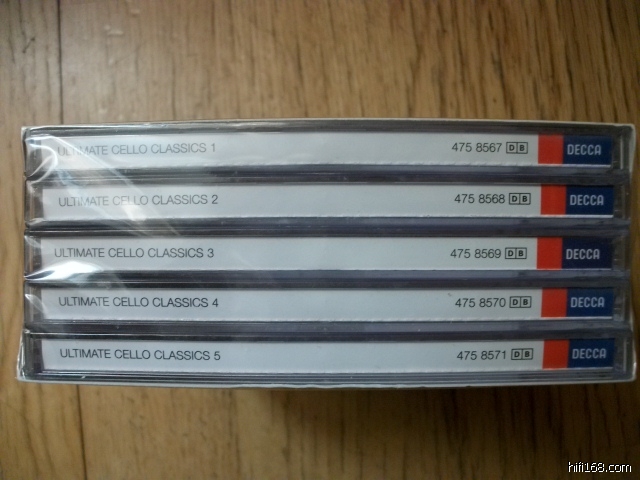 ULTIMATE CELLO CLASSICS 1 475 8567 DB DECCA
ULTIMATE CELLO CLASSICS 2 475 8568 DB DECCA
ULTIMATE CELLO CLASSICS 3 475 8569 DB DECCA
ULTIMATE CELLO CLASSICS 4 475 8570 DB DECCA
ULTIMATE CELLO CLASSICS 5 475 8571 DB DECCA
hifi168.com